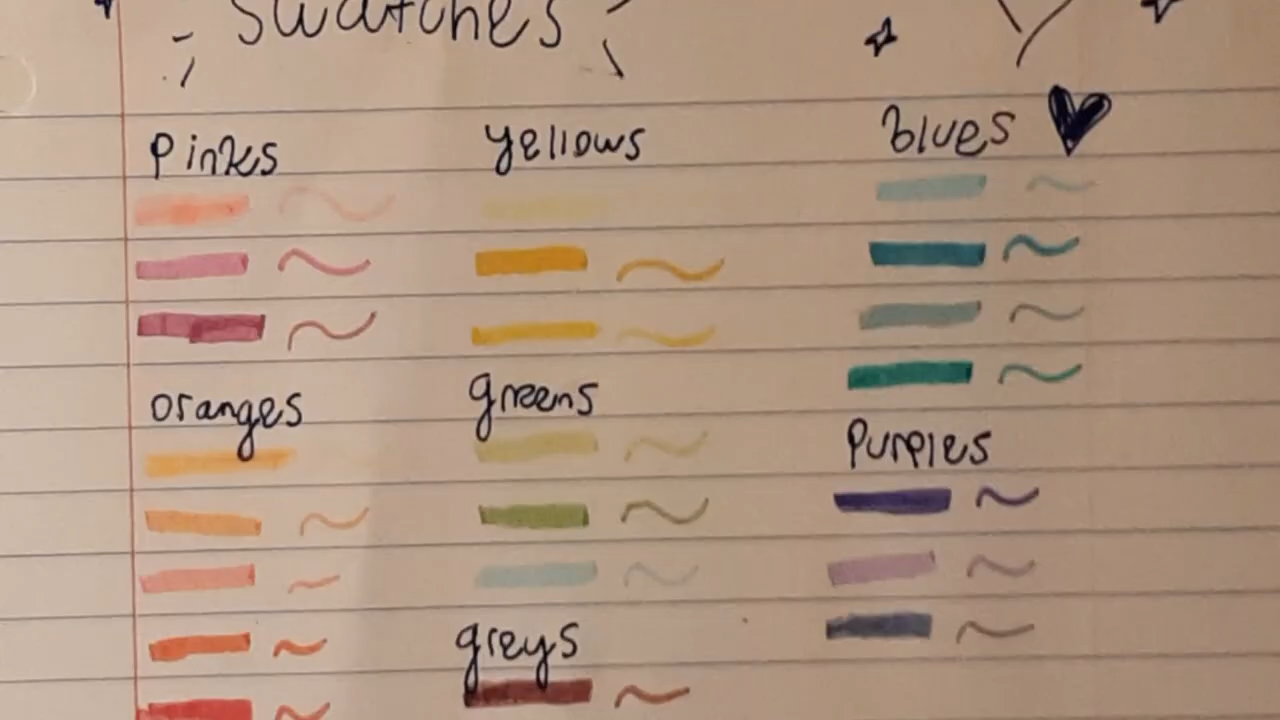 swatches
Pinks
yellows
blues
oranges
greens
Purples
greys